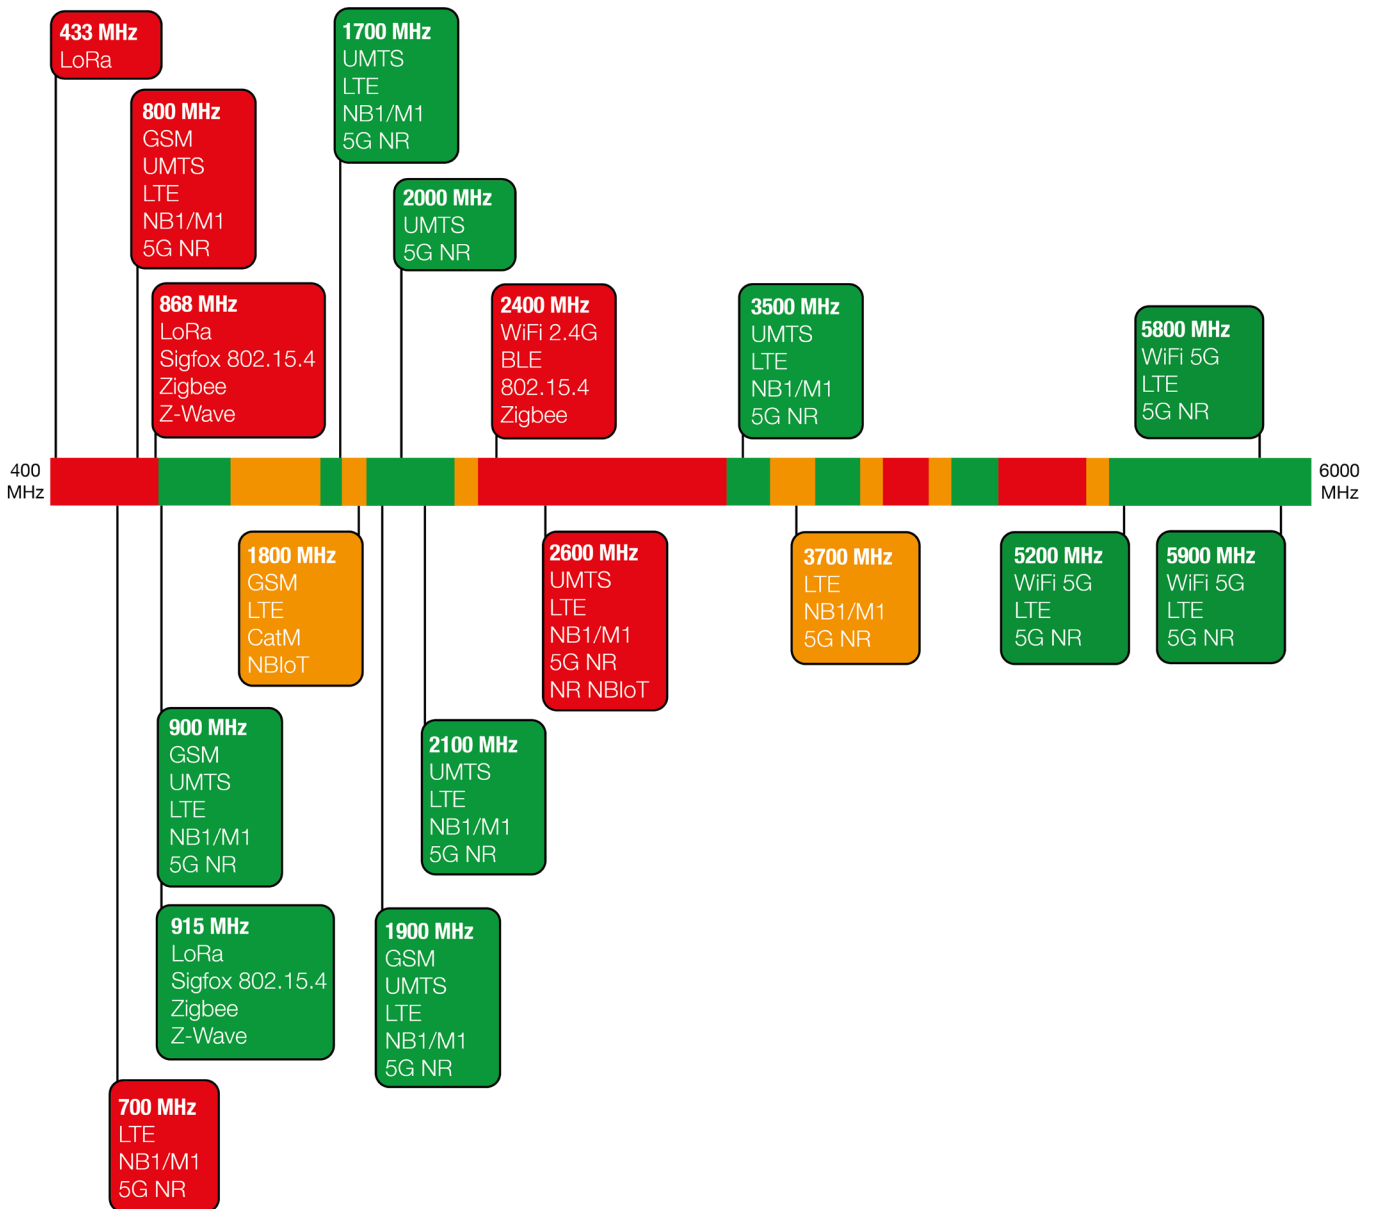 433 MHz
LoRa
800 MHz
GSM
UMTS
LTE
NB1/M1
5G NR
868 MHz
LoRa
Sigfox 802.15.4
Zigbee
Z-Wave
1700 MHz
UMTS
LTE
NB1/M1
5G NR
2000 MHz
UMTS
5G NR
2400 MHz
WiFi 2.4G
BLE
802.15.4
Zigbee
3500 MHz
UMTS
LTE
NB1/M1
5G NR
5800 MHz
WiFi 5G
LTE
5G NR
400
MHz
6000
MHz
1800 MHz
GSM
LTE
CatM
NBIoT
2600 MHz
UMTS
LTE
NB1/M1
5G NR
NR NBIoT
3700 MHz
LTE
NB1/M1
5G NR
5200 MHz
WiFi 5G
LTE
5G NR
5900 MHz
WiFi 5G
LTE
5G NR
900 MHz
GSM
UMTS
LTE
NB1/M1
5G NR
2100 MHz
UMTS
LTE
NB1/M1
5G NR
915 MHz
LoRa
Sigfox 802.15.4
Zigbee
Z-Wave
1900 MHz
GSM
UMTS
LTE
NB1/M1
5G NR
700 MHz
LTE
NB1/M1
5G NR